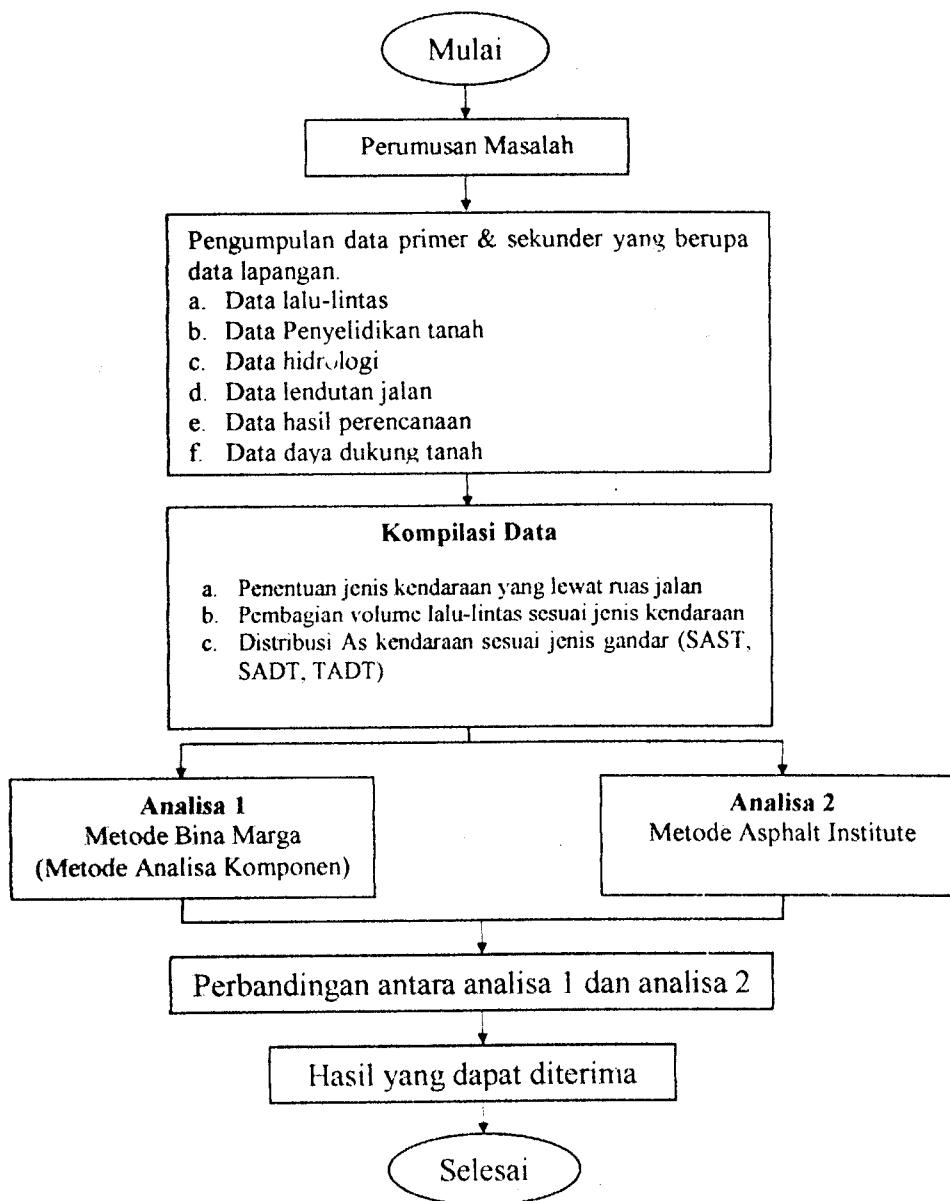 Mulai
Perumusan Masalah
Pengumpulan data primer & sekunder yang berupa
data lapangan.
a. Data lalu-lintas
b. Data Penyelidikan tanah
c. Data hidrologi
d. Data lendutan jalan
e. Data hasil perencanaan
f. Data daya dukung tanah
Kompilasi Data
a. Penentuan jenis kendaraan yang lewat ruas jalan
b. Pembagian volume lalu-lintas sesuai jenis kendaraan
c. Distribusi As kendaraan sesuai jenis gandar (SAST,
SADT, TADT)
Analisa 1
Metode Bina Marga
(Metode Analisa Komponen)
Analisa 2
Metode Asphalt Institute
Perbandingan antara analisa 1 dan analisa 2
Hasil yang dapat diterima
Selesai